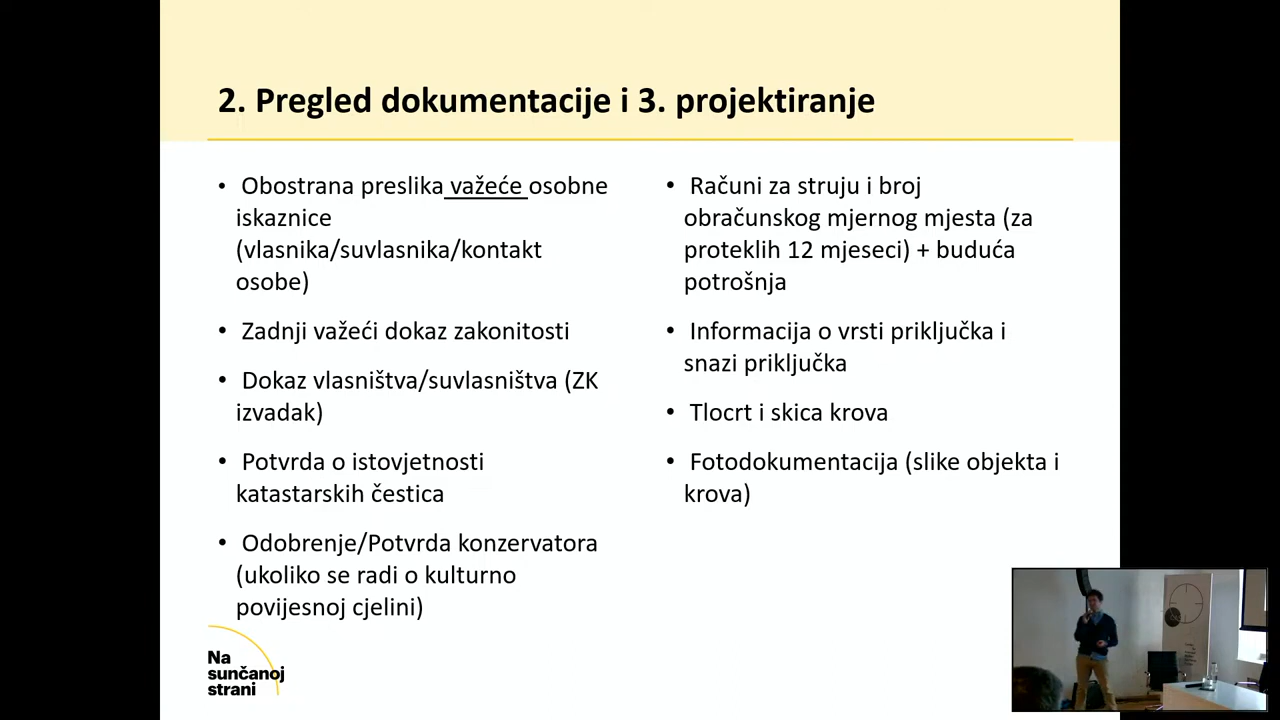 2. Pregled dokumentacije i 3. projektiranje
• Obostrana preslika važeće osobne
iskaznice
(vlasnika/suvlasnika/kontakt
osobe)
• Zadnji važeći dokaz zakonitosti
• Dokaz vlasništva/suvlasništva (ZK
izvadak)
• Potvrda o istovjetnosti
katastarskih čestica
• Odobrenje/Potvrda konzervatora
(ukoliko se radi o kulturno
povijesnoj cjelini)
• Računi za struju i broj
obračunskog mjernog mjesta (za
proteklih 12 mjeseci) + buduća
potrošnja
• Informacija o vrsti priključka i
snazi priključka
• Tlocrt i skica krova
• Fotodokumentacija (slike objekta i
krova)
Na
sunčanoj
strani